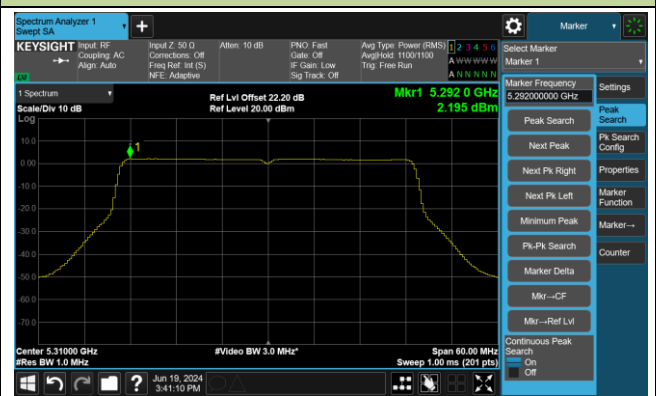 Spectrum Analyzer 1
Swept SA
Marker
KEYSIGHT
Input: RF
Coupling: AC
Align: Auto
Input Z: 50 Ω
Corrections: Off
Freq Ref: Int (S)
NFE: Adaptive
Atten: 10 dB
PNO: Fast
Gate: Off
IF Gain: Low
Sig Track: Off
Avg Type: Power (RMS)
Avg|Hold: 1100/1100
Trig: Free Run
1 2 3 4 5 6
A W W W W W
A N N N N N
Select Marker
Marker 1
1 Spectrum
Scale/Div 10 dB
Log
Ref Lvl Offset 22.20 dB
Ref Level 20.00 dBm
Mkr1 5.292 0 GHz
2.195 dBm
Marker Frequency
5.292000000 GHz
Peak Search
Next Peak
Next Pk Right
Next Pk Left
Minimum Peak
Pk-Pk Search
Marker Delta
Mkr→CF
Mkr→Ref Lvl
Continuous Peak Search
On
Off
Settings
Peak Search
Pk Search Config
Properties
Marker Function
Marker→
Counter
1
10.0
0.00
-10.0
-20.0
-30.0
-40.0
-50.0
-60.0
-70.0
Center 5.31000 GHz
#Res BW 1.0 MHz
#Video BW 3.0 MHz*
Span 60.00 MHz
Sweep 1.00 ms (201 pts)
?
Jun 19, 2024
3:41:10 PM